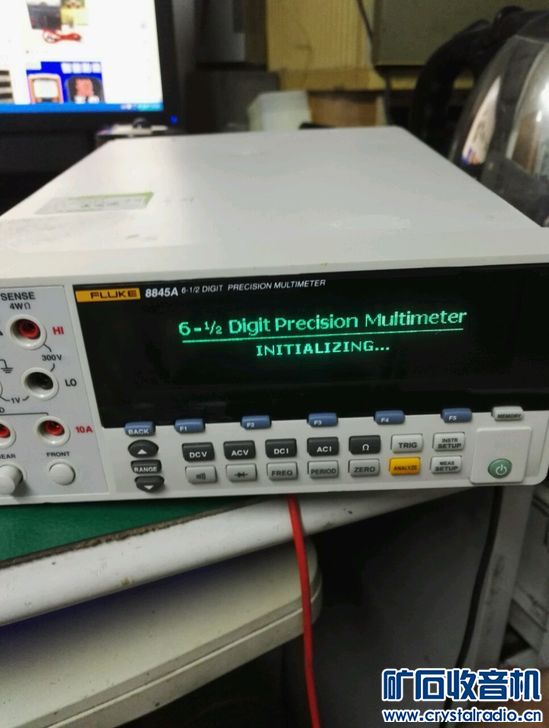 SENSE
4W Ω
HI
300V
LO
1V
10A
REAR
FRONT
FLUKE 8845A 6-1/2 DIGIT PRECISION MULTIMETER
6-½ Digit Precision Multimeter
INITIALIZING...
BACK F1 F2 F3 F4 F5 MEMORY
RANGE
DCV ACV DCI ACI Ω TRIG INSTR SETUP
FREQ PERIOD ZERO ANALYZE MEAS SETUP
矿石收音机
www.crystalradio.cn